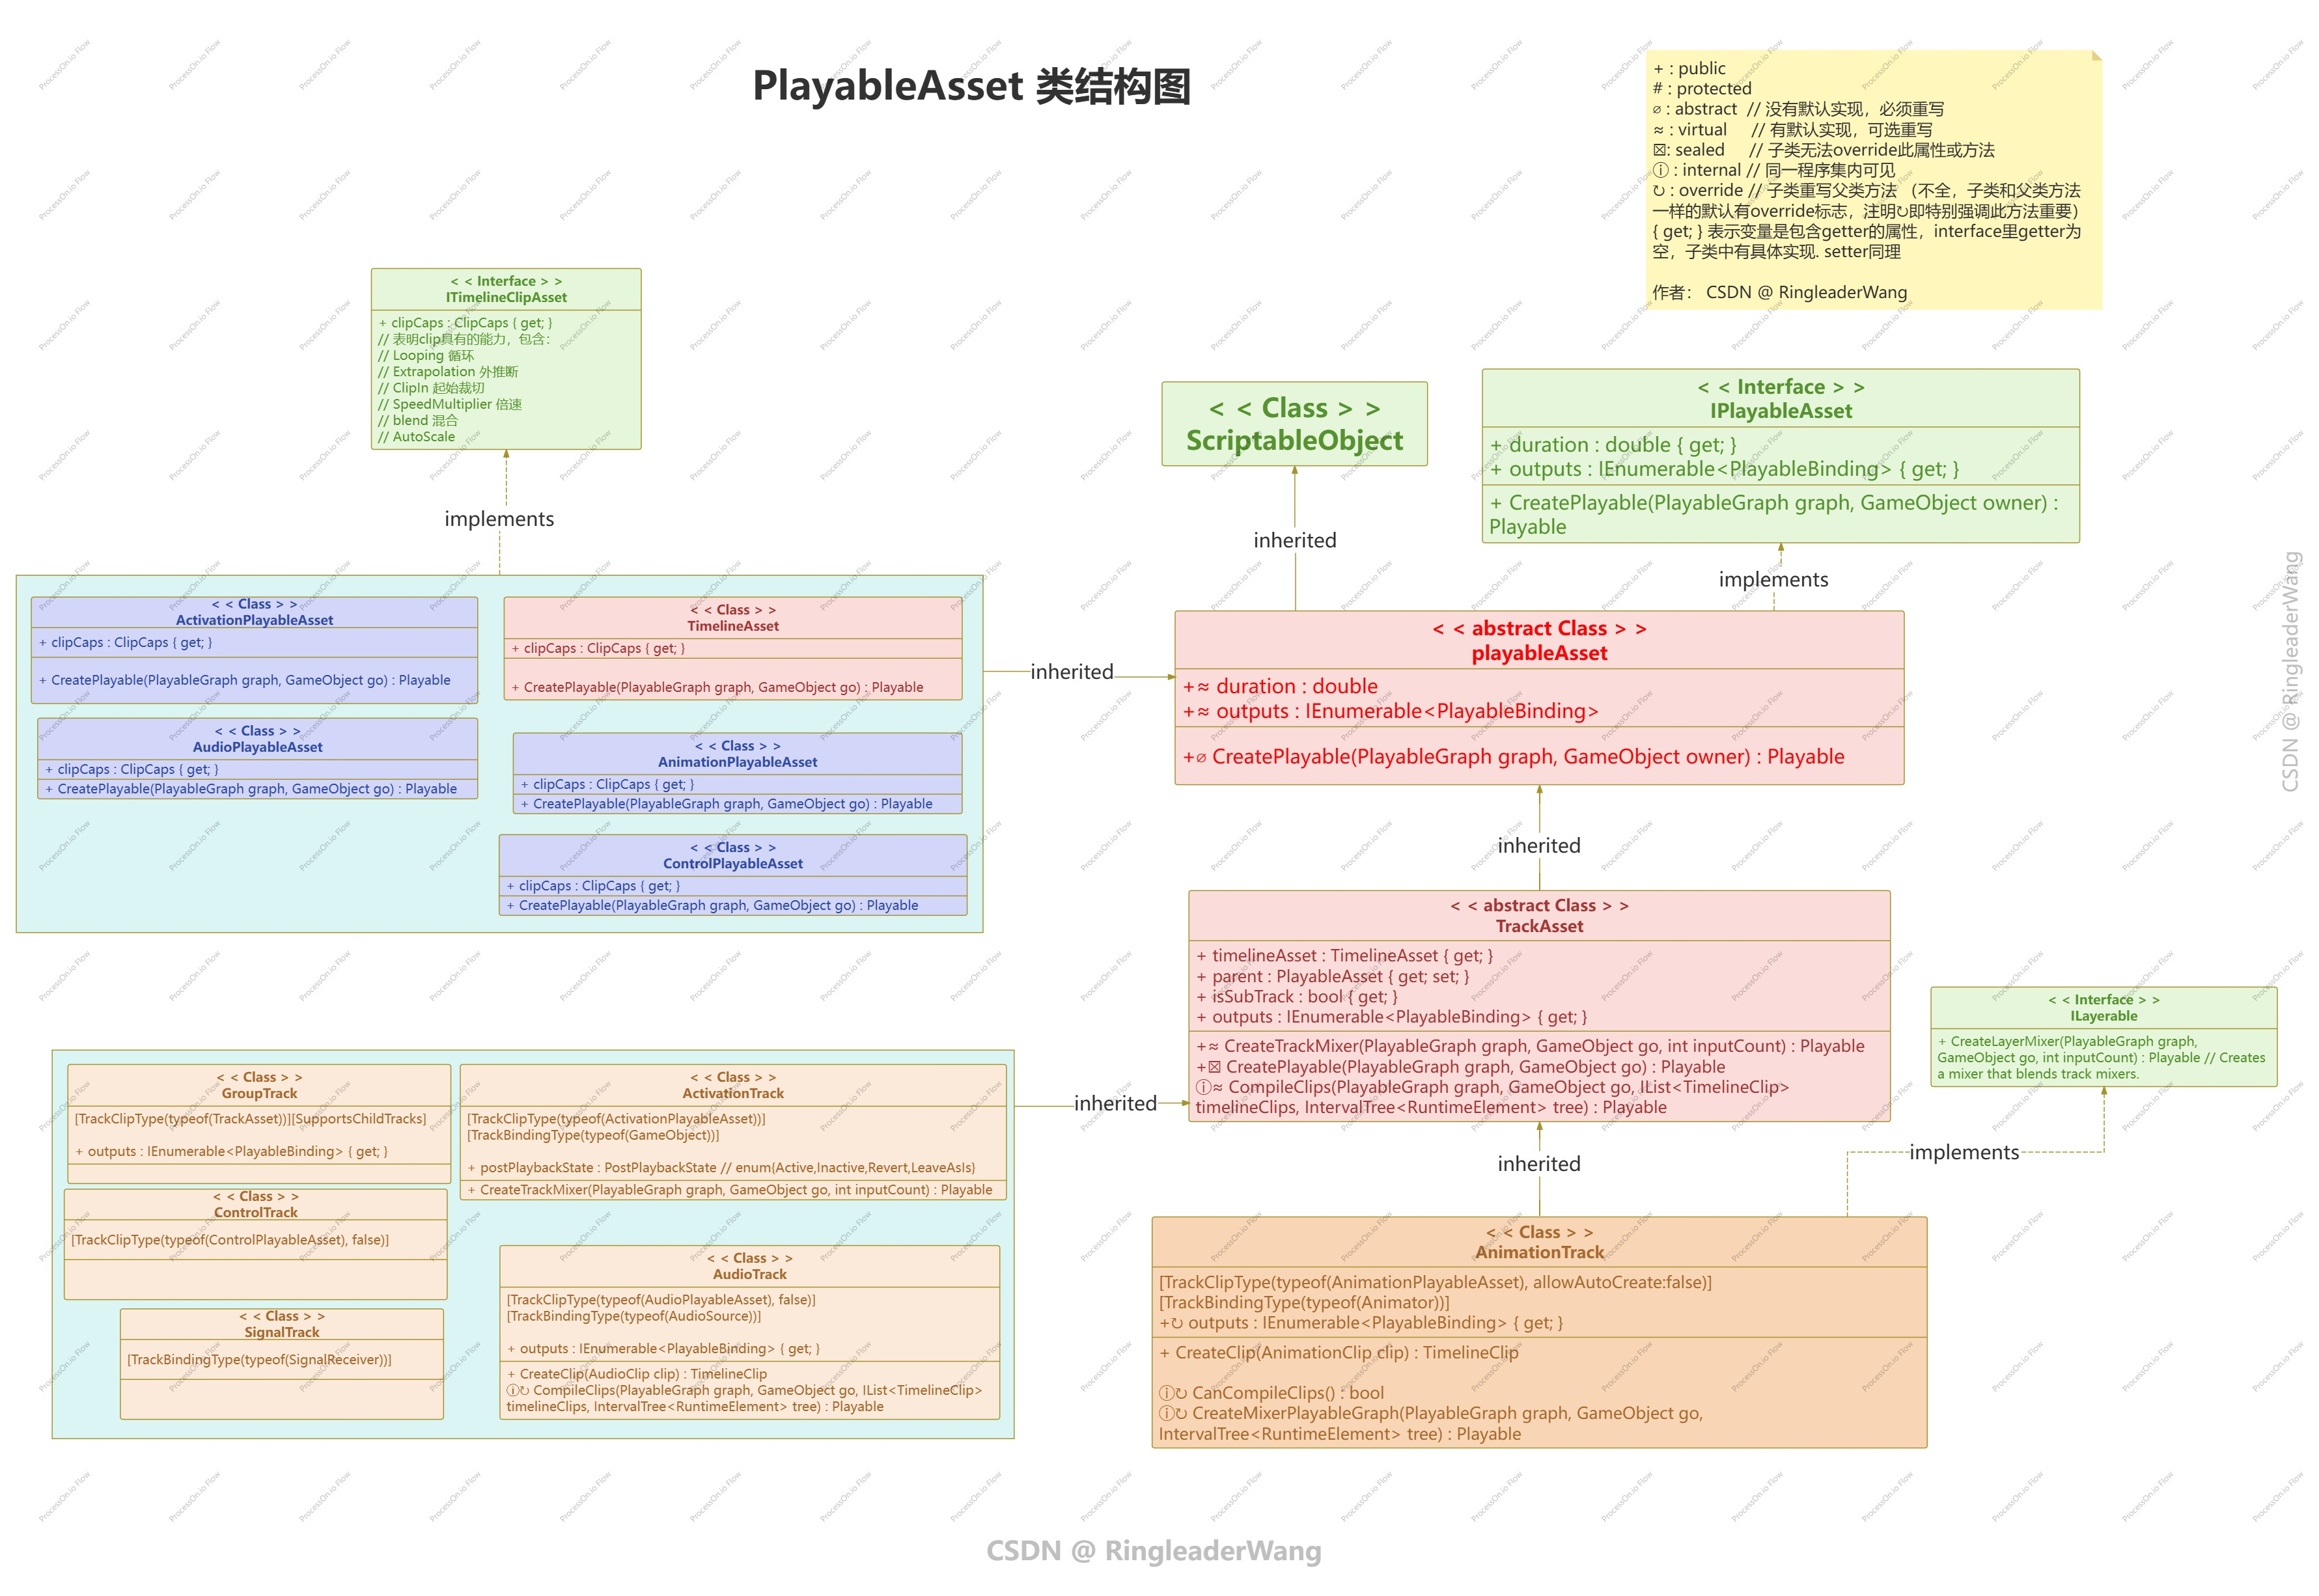 PlayableAsset 类结构图
+ : public
# : protected
⌀ : abstract // 没有默认实现，必须重写
≈ : virtual // 有默认实现，可选重写
☒: sealed // 子类无法override此属性或方法
ⓘ : internal // 同一程序集内可见
↻ : override // 子类重写父类方法 （不全，子类和父类方法
一样的默认有override标志，注明↻即特别强调此方法重要）
{ get; } 表示变量是包含getter的属性，interface里getter为
空，子类中有具体实现. setter同理
作者： CSDN @ RingleaderWang
< < Interface > >
ITimelineClipAsset
+ clipCaps : ClipCaps { get; }
// 表明clip具有的能力，包含：
// Looping 循环
// Extrapolation 外推断
// ClipIn 起始裁切
// SpeedMultiplier 倍速
// blend 混合
// AutoScale
implements
< < Class > >
ScriptableObject
inherited
< < Interface > >
IPlayableAsset
+ duration : double { get; }
+ outputs : IEnumerable<PlayableBinding> { get; }
+ CreatePlayable(PlayableGraph graph, GameObject owner) :
Playable
implements
< < Class > >
ActivationPlayableAsset
+ clipCaps : ClipCaps { get; }
+ CreatePlayable(PlayableGraph graph, GameObject go) : Playable
< < Class > >
TimelineAsset
+ clipCaps : ClipCaps { get; }
+ CreatePlayable(PlayableGraph graph, GameObject go) : Playable
< < Class > >
AudioPlayableAsset
+ clipCaps : ClipCaps { get; }
+ CreatePlayable(PlayableGraph graph, GameObject go) : Playable
< < Class > >
AnimationPlayableAsset
+ clipCaps : ClipCaps { get; }
+ CreatePlayable(PlayableGraph graph, GameObject go) : Playable
< < Class > >
ControlPlayableAsset
+ clipCaps : ClipCaps { get; }
+ CreatePlayable(PlayableGraph graph, GameObject go) : Playable
inherited
< < abstract Class > >
playableAsset
+≈ duration : double
+≈ outputs : IEnumerable<PlayableBinding>
+⌀ CreatePlayable(PlayableGraph graph, GameObject owner) : Playable
inherited
< < abstract Class > >
TrackAsset
+ timelineAsset : TimelineAsset { get; }
+ parent : PlayableAsset { get; set; }
+ isSubTrack : bool { get; }
+ outputs : IEnumerable<PlayableBinding> { get; }
+≈ CreateTrackMixer(PlayableGraph graph, GameObject go, int inputCount) : Playable
+☒ CreatePlayable(PlayableGraph graph, GameObject go) : Playable
ⓘ≈ CompileClips(PlayableGraph graph, GameObject go, IList<TimelineClip>
timelineClips, IntervalTree<RuntimeElement> tree) : Playable
< < Interface > >
ILayerable
+ CreateLayerMixer(PlayableGraph graph,
GameObject go, int inputCount) : Playable // Creates
a mixer that blends track mixers.
implements
inherited
< < Class > >
GroupTrack
[TrackClipType(typeof(TrackAsset))][SupportsChildTracks]
+ outputs : IEnumerable<PlayableBinding> { get; }
< < Class > >
ActivationTrack
[TrackClipType(typeof(ActivationPlayableAsset))]
[TrackBindingType(typeof(GameObject))]
+ postPlaybackState : PostPlaybackState // enum{Active,Inactive,Revert,LeaveAsIs}
+ CreateTrackMixer(PlayableGraph graph, GameObject go, int inputCount) : Playable
< < Class > >
ControlTrack
[TrackClipType(typeof(ControlPlayableAsset), false)]
< < Class > >
SignalTrack
[TrackBindingType(typeof(SignalReceiver))]
< < Class > >
AudioTrack
[TrackClipType(typeof(AudioPlayableAsset), false)]
[TrackBindingType(typeof(AudioSource))]
+ outputs : IEnumerable<PlayableBinding> { get; }
+ CreateClip(AudioClip clip) : TimelineClip
ⓘ↻ CompileClips(PlayableGraph graph, GameObject go, IList<TimelineClip>
timelineClips, IntervalTree<RuntimeElement> tree) : Playable
inherited
< < Class > >
AnimationTrack
[TrackClipType(typeof(AnimationPlayableAsset), allowAutoCreate:false)]
[TrackBindingType(typeof(Animator))]
+↻ outputs : IEnumerable<PlayableBinding> { get; }
+ CreateClip(AnimationClip clip) : TimelineClip
ⓘ↻ CanCompileClips() : bool
ⓘ↻ CreateMixerPlayableGraph(PlayableGraph graph, GameObject go,
IntervalTree<RuntimeElement> tree) : Playable
CSDN @ RingleaderWang
CSDN @ RingleaderWang
ProcessOn.io Flow